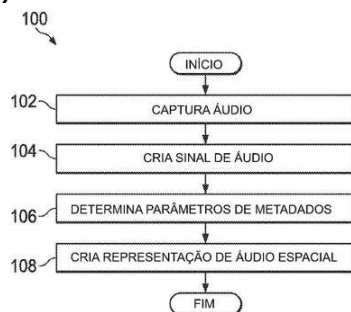 100
INÍCIO
102
CAPTURA ÁUDIO
104
CRIA SINAL DE ÁUDIO
106
DETERMINA PARÂMETROS DE METADADOS
108
CRIA REPRESENTAÇÃO DE ÁUDIO ESPACIAL
FIM